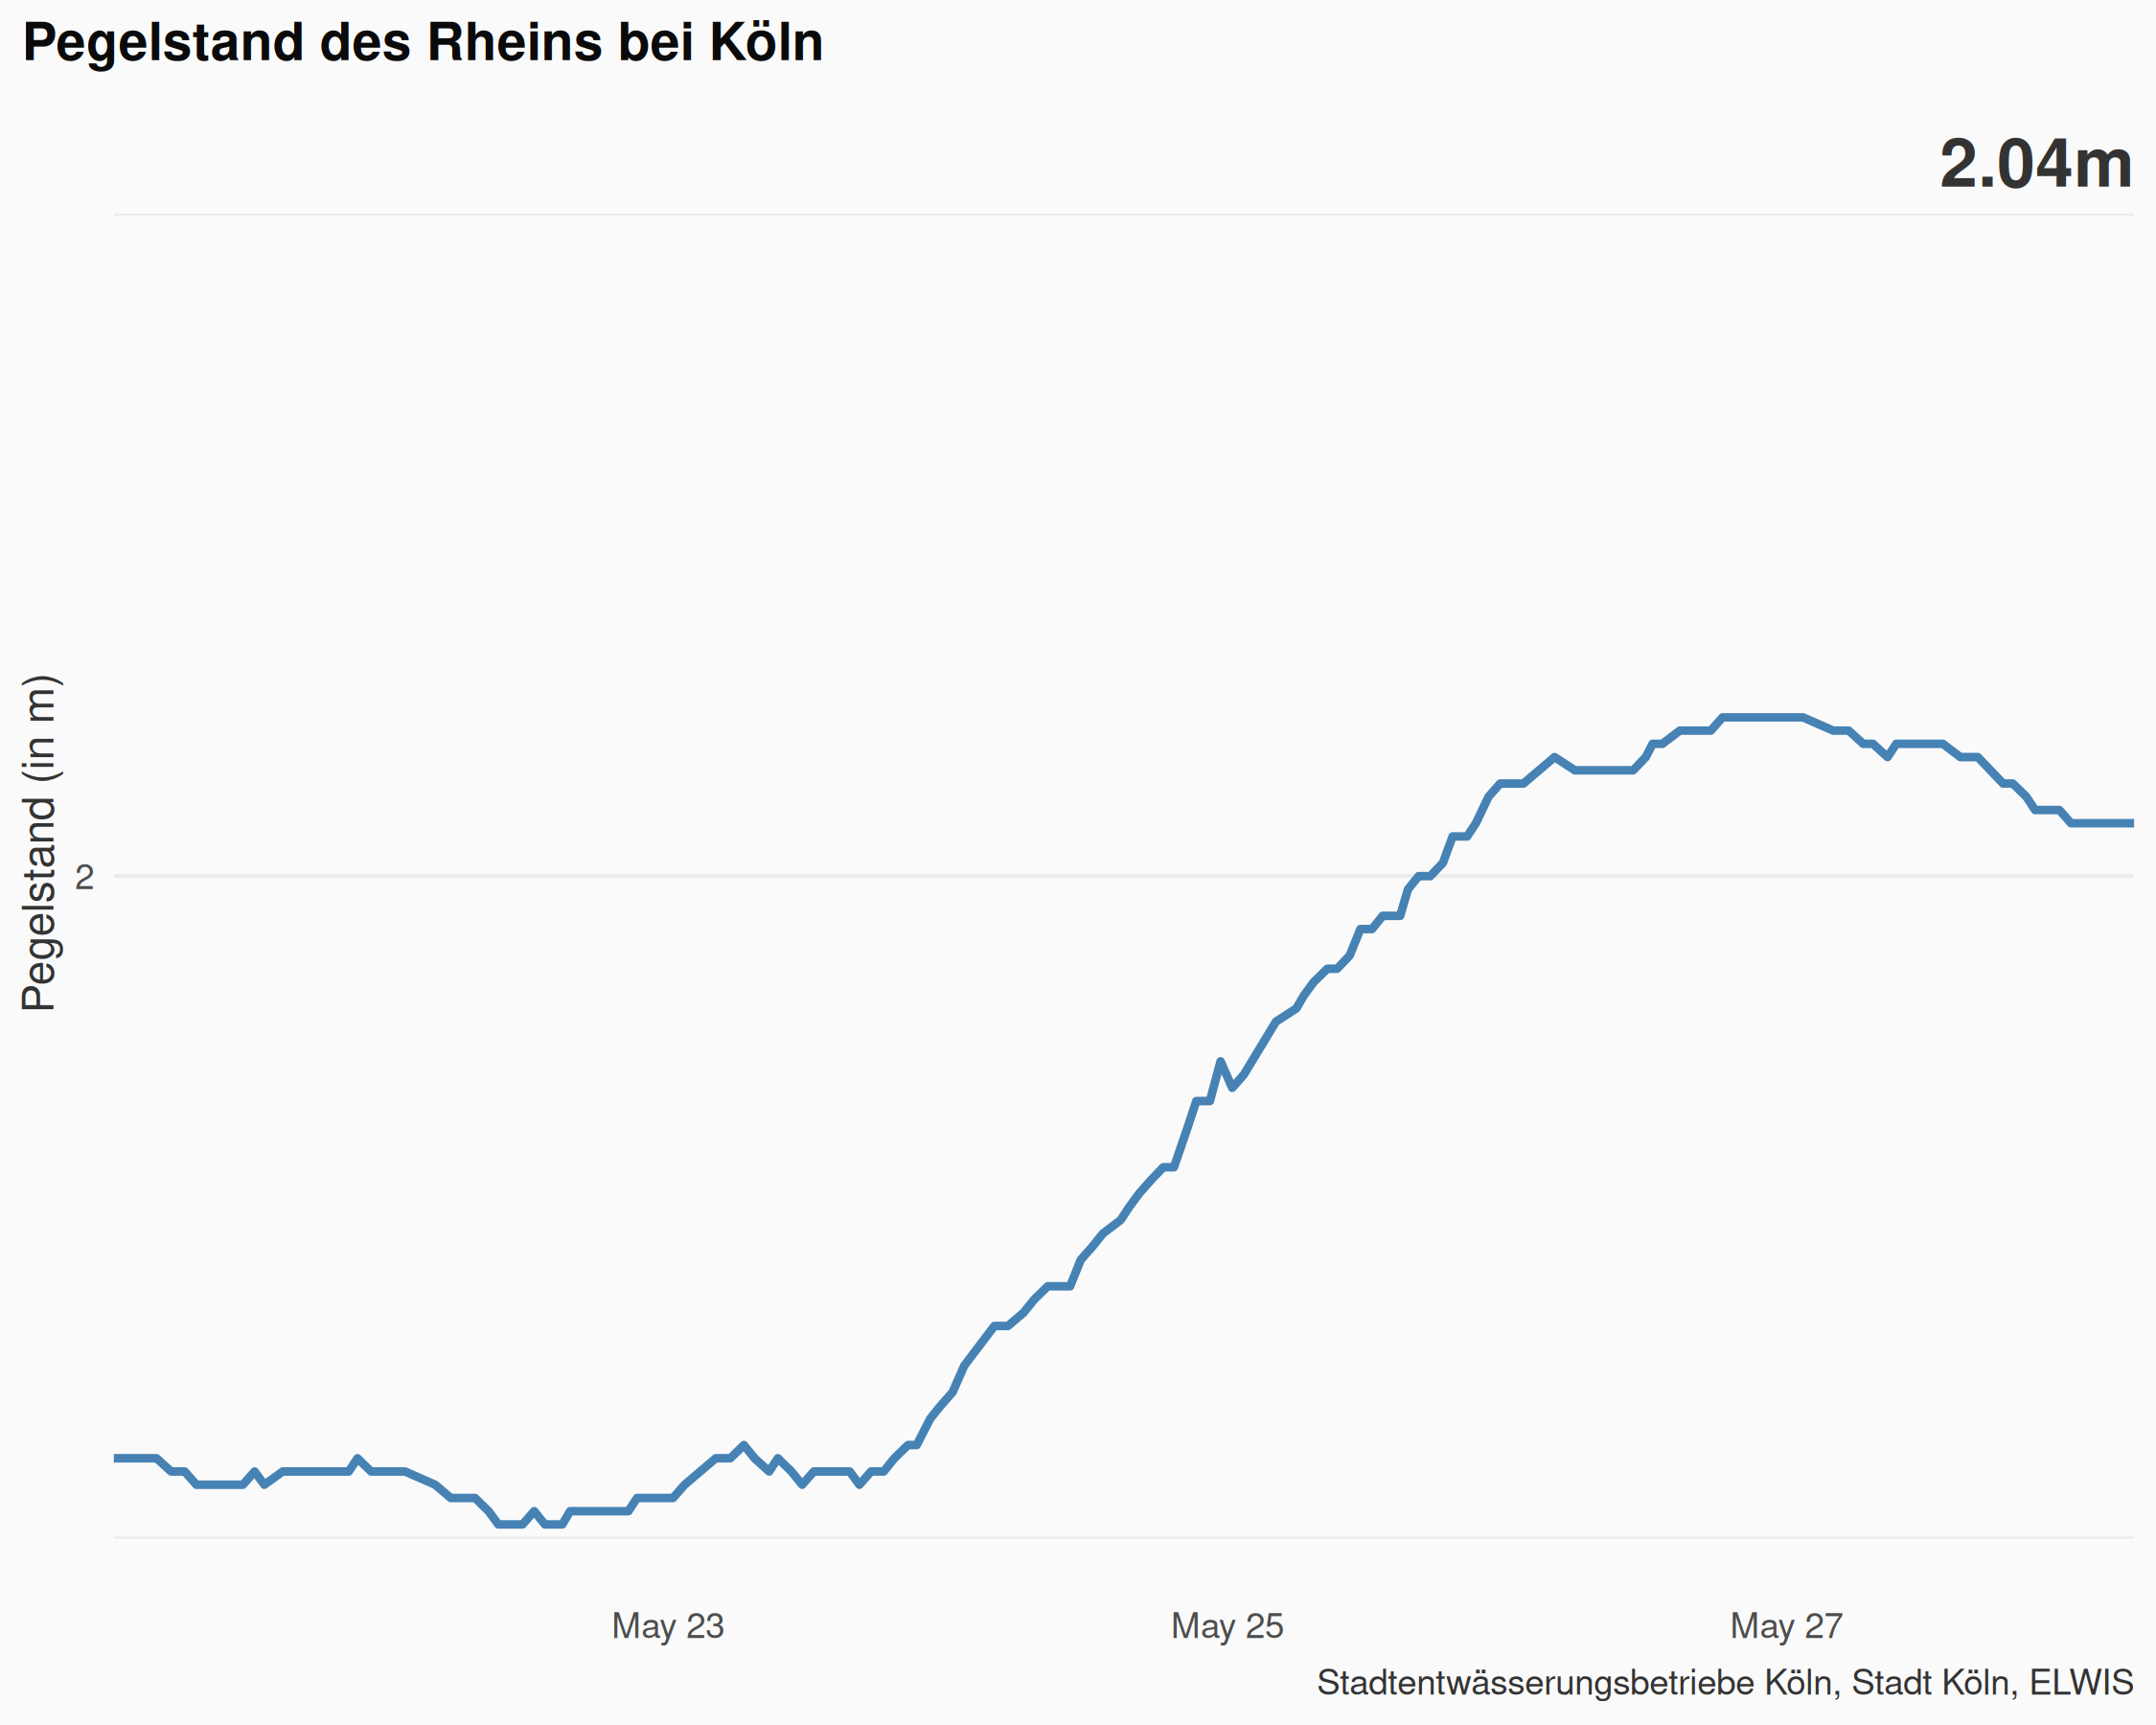 Pegelstand des Rheins bei Köln
2.04m
Pegelstand (in m)
2
May 23
May 25
May 27
Stadtentwässerungsbetriebe Köln, Stadt Köln, ELWIS